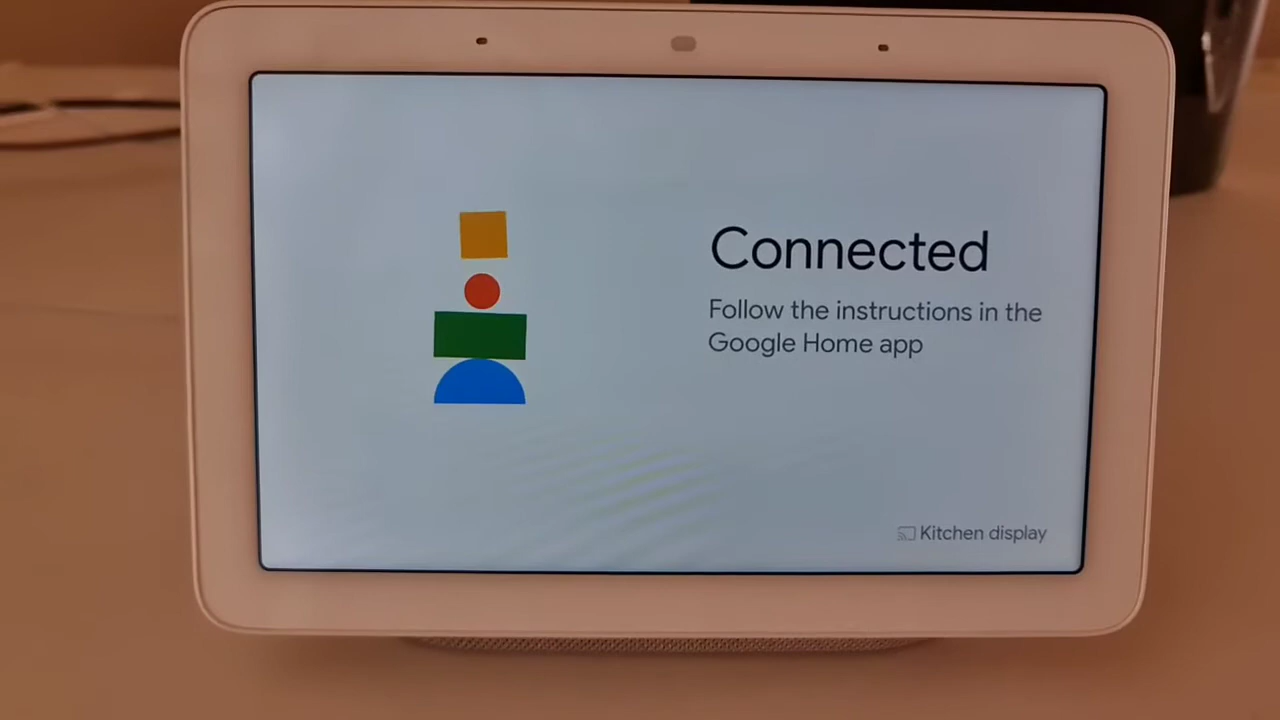 Connected
Follow the instructions in the
Google Home app
Kitchen display